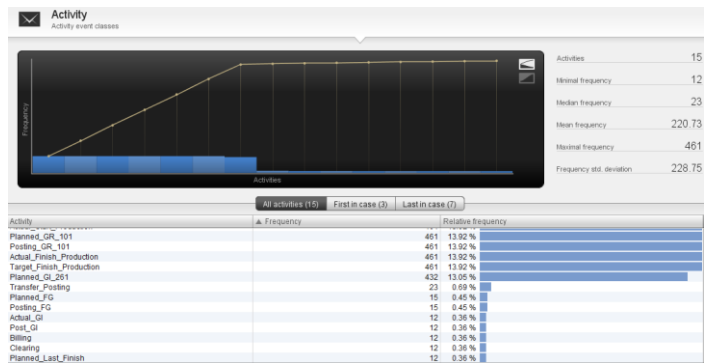 Activity
Activity event classes
Frequency
Activities
Activities 15
Minimal frequency 12
Median frequency 23
Mean frequency 220.73
Maximal frequency 461
Frequency std. deviation 228.75
All activities (15) First in case (3) Last in case (7)
Activity ▲ Frequency Relative frequency
Planned_GR_101 461 13.92 %
Posting_GR_101 461 13.92 %
Actual_Finish_Production 461 13.92 %
Target_Finish_Production 461 13.92 %
Planned_GI_261 432 13.05 %
Transfer_Posting 23 0.69 %
Planned_FG 15 0.45 %
Posting_FG 15 0.45 %
Actual_GI 12 0.36 %
Post_GI 12 0.36 %
Billing 12 0.36 %
Clearing 12 0.36 %
Planned_Last_Finish 12 0.36 %